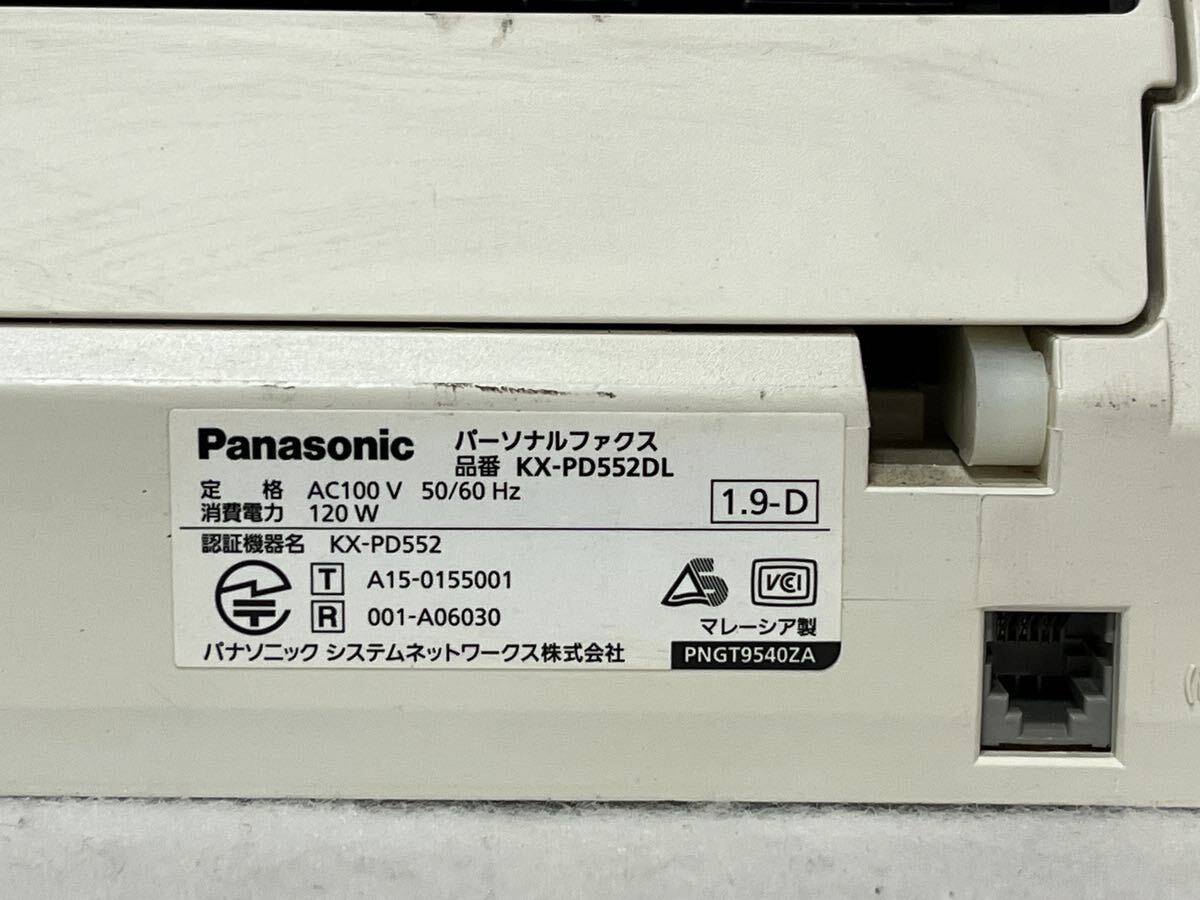 Panasonic パーソナルファクス
品番 KX-PD552DL
定 格 AC100 V 50/60 Hz
消費電力 120 W
1.9-D
認証機器名 KX-PD552
T A15-0155001
R 001-A06030
VCCI
マレーシア製
パナソニック システムネットワークス株式会社
PNGT9540ZA